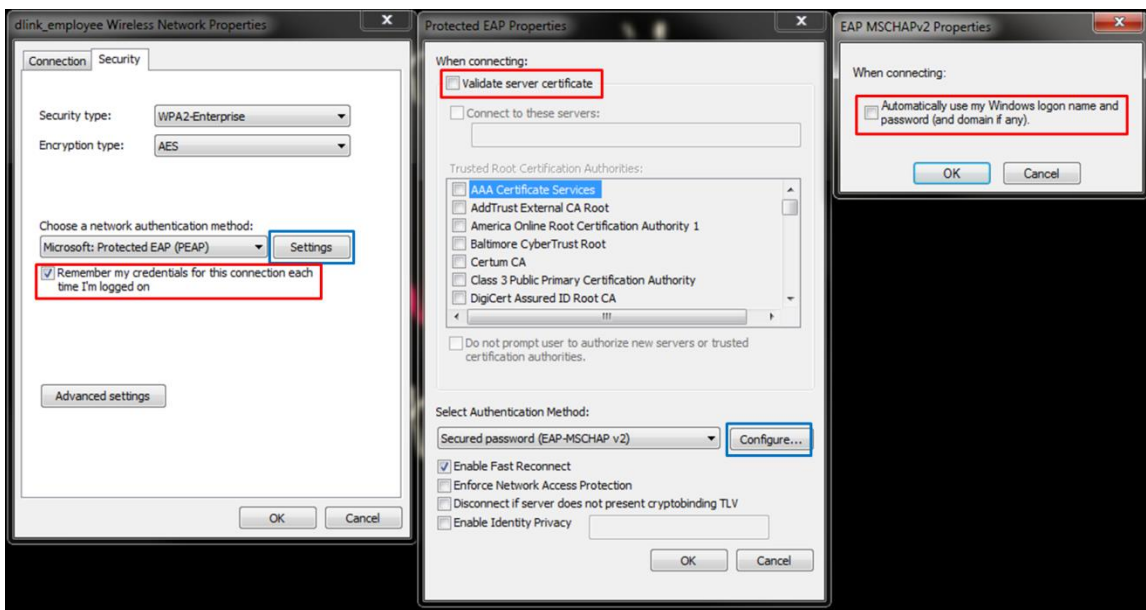 dlink_employee Wireless Network Properties
Connection
Security
Security type:
WPA2-Enterprise
Encryption type:
AES
Choose a network authentication method:
Microsoft: Protected EAP (PEAP)
Settings
Remember my credentials for this connection each
time I'm logged on
Advanced settings
OK
Cancel
Protected EAP Properties
When connecting:
Validate server certificate
Connect to these servers:
Trusted Root Certification Authorities:
AAA Certificate Services
AddTrust External CA Root
America Online Root Certification Authority 1
Baltimore CyberTrust Root
Certum CA
Class 3 Public Primary Certification Authority
DigiCert Assured ID Root CA
Do not prompt user to authorize new servers or trusted
certification authorities.
Select Authentication Method:
Secured password (EAP-MSCHAP v2)
Configure...
Enable Fast Reconnect
Enforce Network Access Protection
Disconnect if server does not present cryptobinding TLV
Enable Identity Privacy
OK
Cancel
EAP MSCHAPv2 Properties
When connecting:
Automatically use my Windows logon name and
password (and domain if any).
OK
Cancel